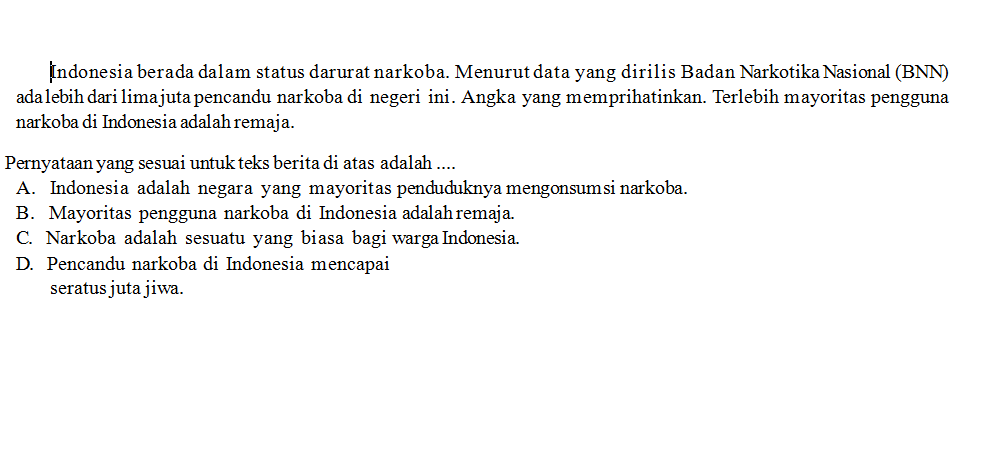 Indonesia berada dalam status darurat narkoba. Menurut data yang dirilis Badan Narkotika Nasional (BNN)
ada lebih dari lima juta pencandu narkoba di negeri ini. Angka yang memprihatinkan. Terlebih mayoritas pengguna
narkoba di Indonesia adalah remaja.
Pernyataan yang sesuai untuk teks berita di atas adalah ....
A. Indonesia adalah negara yang mayoritas penduduknya mengonsumsi narkoba.
B. Mayoritas pengguna narkoba di Indonesia adalah remaja.
C. Narkoba adalah sesuatu yang biasa bagi warga Indonesia.
D. Pencandu narkoba di Indonesia mencapai
seratus juta jiwa.